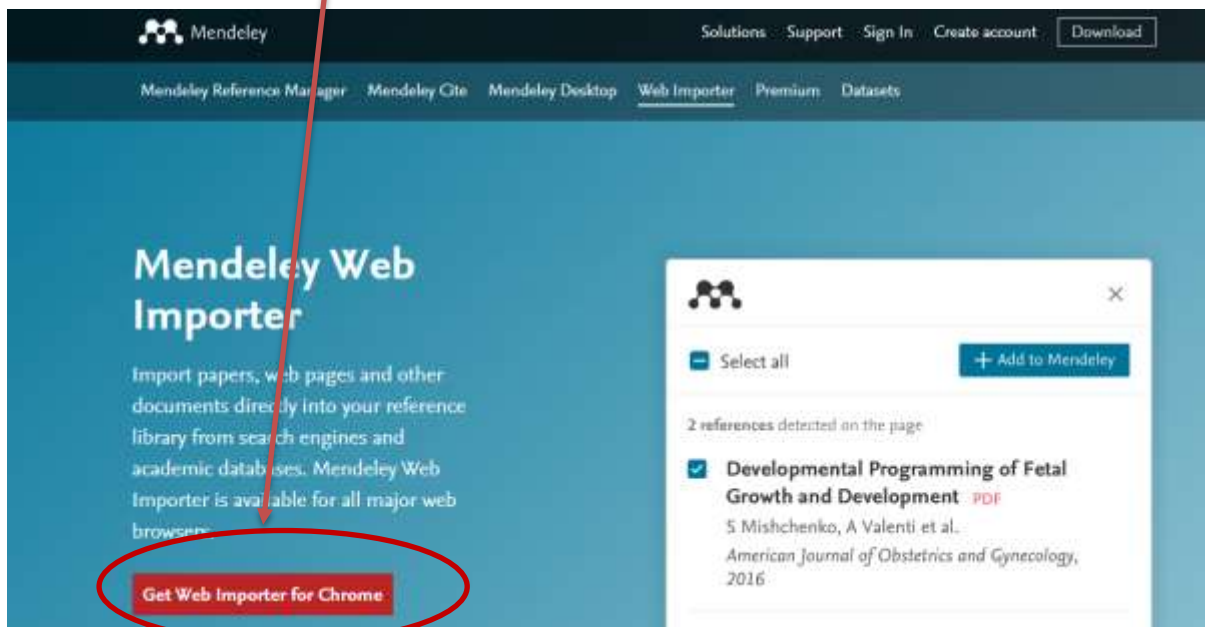 Mendeley
Solutions Support Sign In Create account Download
Mendeley Reference Manager Mendeley Cite Mendeley Desktop Web Importer Premium Datasets
Mendeley Web
Importer
Import papers, web pages and other
documents directly into your reference
library from search engines and
academic databases. Mendeley Web
Importer is available for all major web
browsers.
Get Web Importer for Chrome
Select all
+ Add to Mendeley
2 references detected on the page
Developmental Programming of Fetal
Growth and Development PDF
S Mishchenko, A Valenti et al.
American Journal of Obstetrics and Gynecology,
2016